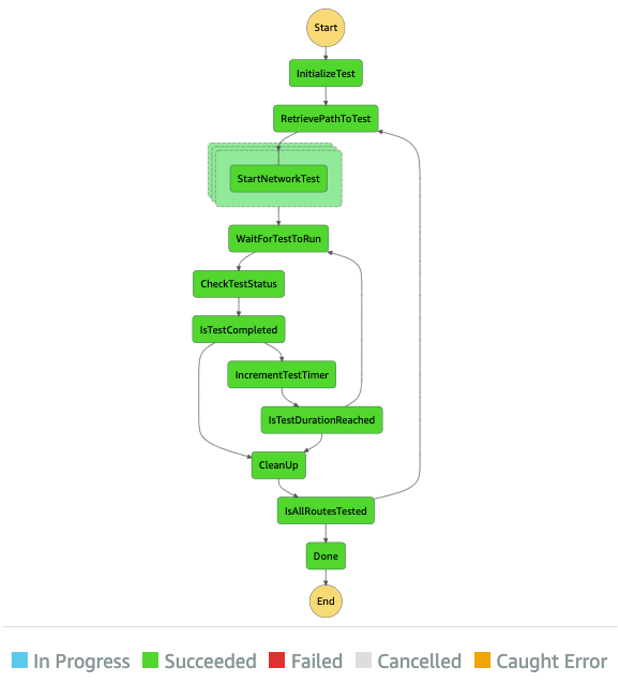 Start
InitializeTest
RetrievePathToTest
StartNetworkTest
WaitForTestToRun
CheckTestStatus
IsTestCompleted
IncrementTestTimer
IsTestDurationReached
CleanUp
IsAllRoutesTested
Done
End
In Progress Succeeded Failed Cancelled Caught Error